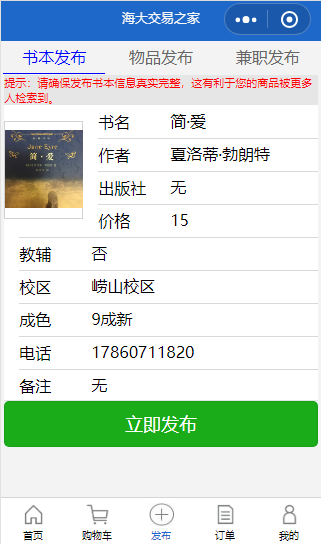 海大交易之家
书本发布 物品发布 兼职发布
提示：请确保发布书本信息真实完整，这有利于您的商品被更多
人检索到。
Jane Eyre
简·爱
书名 简·爱
作者 夏洛蒂·勃朗特
出版社 无
价格 15
教辅 否
校区 崂山校区
成色 9成新
电话 17860711820
备注 无
立即发布
首页 购物车 发布 订单 我的